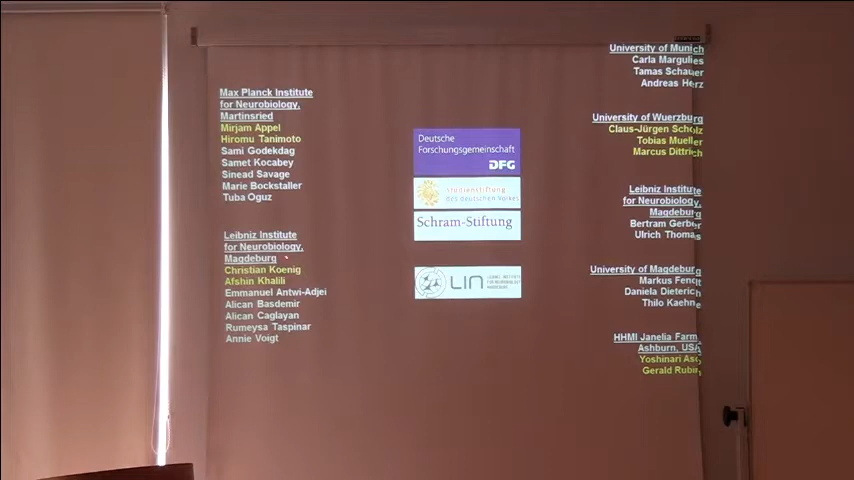 Max Planck Institute
for Neurobiology,
Martinsried
Mirjam Appel
Hiromu Tanimoto
Sami Godekdag
Samet Kocabey
Sinead Savage
Marie Bockstaller
Tuba Oguz
Leibniz Institute
for Neurobiology,
Magdeburg
Christian Koenig
Afshin Khalili
Emmanuel Antwi-Adjei
Alican Basdemir
Alican Caglayan
Rumeysa Taspinar
Annie Voigt
Deutsche
Forschungsgemeinschaft
DFG
Studienstiftung
des deutschen Volkes
Schram-Stiftung
LIN
LEIBNIZ INSTITUTE
FOR NEUROBIOLOGY
MAGDEBURG
University of Munich
Carla Margulies
Tamas Schauer
Andreas Herz
University of Wuerzburg
Claus-Jürgen Scholz
Tobias Mueller
Marcus Dittrich
Leibniz Institute
for Neurobiology,
Magdeburg
Bertram Gerber
Ulrich Thomas
University of Magdeburg
Markus Fendt
Daniela Dieterich
Thilo Kaehne
HHMI Janelia Farm,
Ashburn, USA
Yoshinari Aso
Gerald Rubin